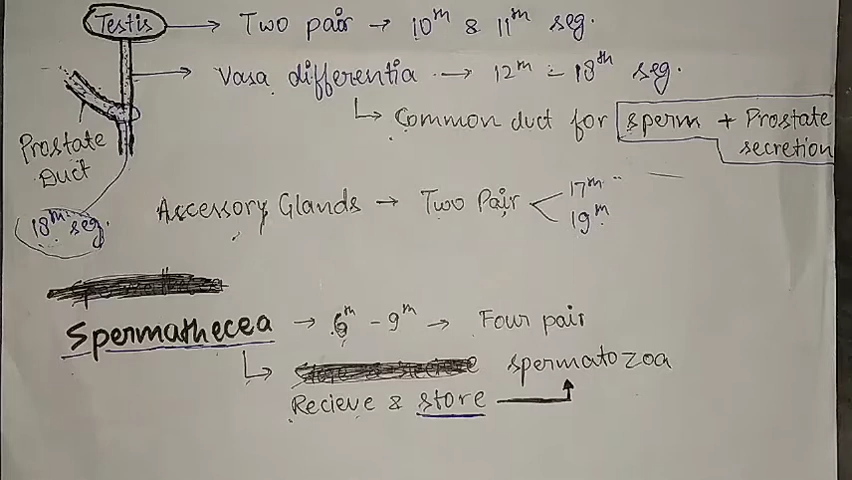 Testis → Two pair → 10th & 11th seg.
→ Vasa differentia → 12th - 18th seg.
↳ Common duct for sperm + Prostate secretion
Prostate Duct
18th seg.
Accessory Glands → Two Pair < 17th
19th
Spermathecea → 6th - 9th → Four pair
↳ spermatozoa
Recieve & store